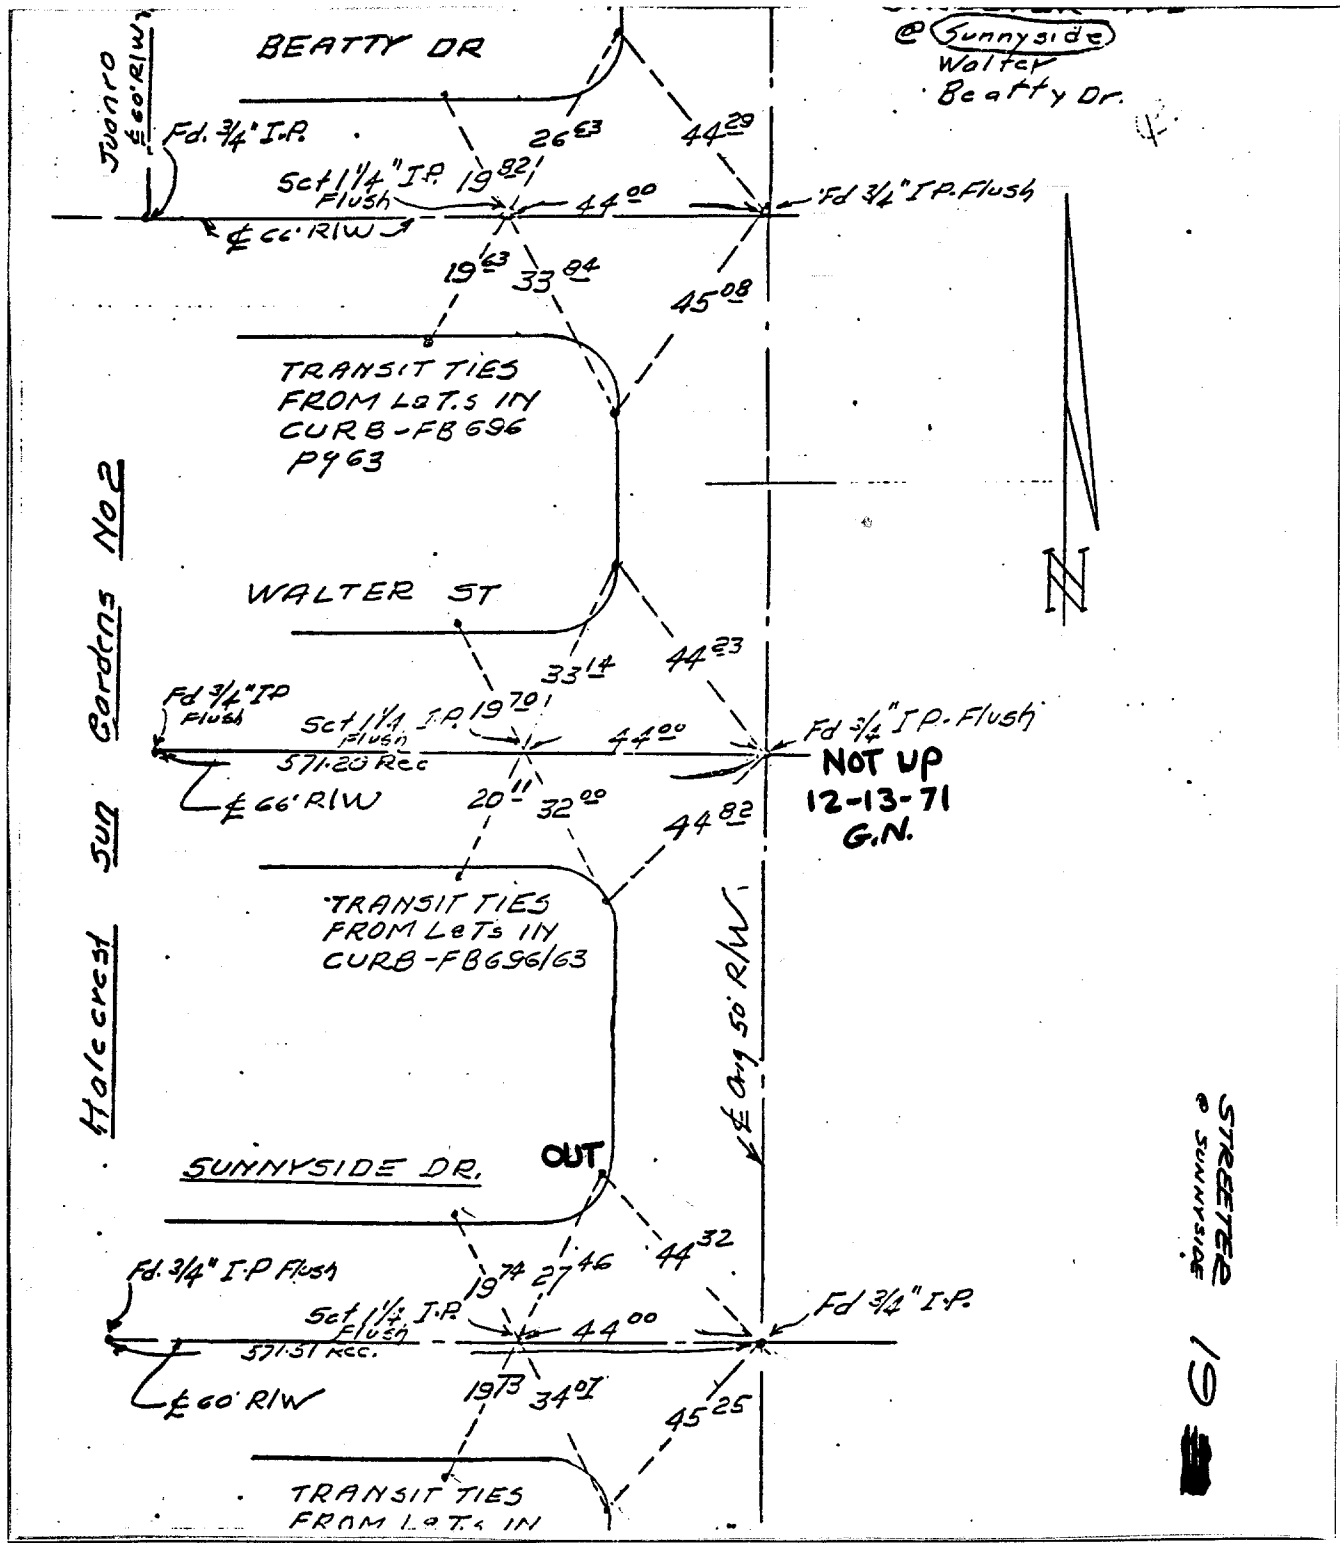 @ Sunnyside
Walter
Beatty Dr.
BEATTY DR
Juanro
℄ 60' R/W
Fd. 3/4" I.P.
26 63
44 29
Set 1 1/4" I.P.
Flush
19 82
44 00
Fd 3/4" I.P. Flush
℄ 66' R/W
19 63
33 84
45 08
TRANSIT TIES
FROM L&T.s IN
CURB-FB 696
Pg 63
Halecrest Sun Gardens No 2
N
WALTER ST
33 14
44 23
Fd 3/4" I.P
Flush
Set 1 1/4 I.P.
Flush
19 70
44 00
Fd 3/4" I.P. Flush
571.20 Rec
NOT UP
12-13-71
G.N.
℄ 66' R/W
20 11
32 00
44 82
TRANSIT TIES
FROM L&Ts IN
CURB-FB 696/63
℄ Orig 50' R/W.
OUT
SUNNYSIDE DR.
STREETER
@ SUNNYSIDE
19
Fd. 3/4" I.P Flush
19 74
27 46
44 32
Set 1 1/4 I.P.
Flush
44 00
Fd 3/4" I.P.
571.51 Rec.
℄ 60' R/W
19 73
34 07
45 25
TRANSIT TIES
FROM L&T.s IN